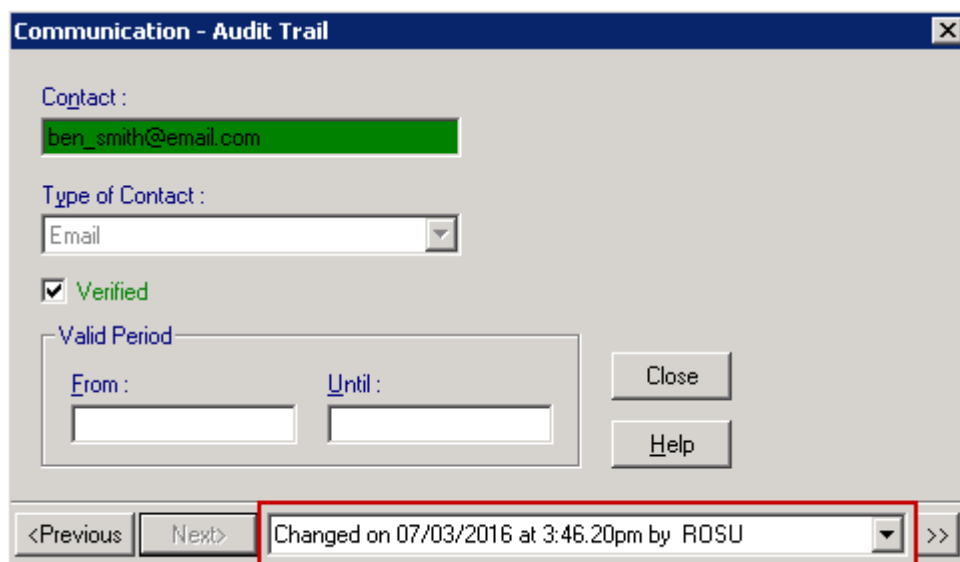 Communication - Audit Trail
Contact :
ben_smith@email.com
Type of Contact :
Email
Verified
Valid Period
From :
Until :
Close
Help
<Previous
Next>
Changed on 07/03/2016 at 3:46.20pm by ROSU
>>